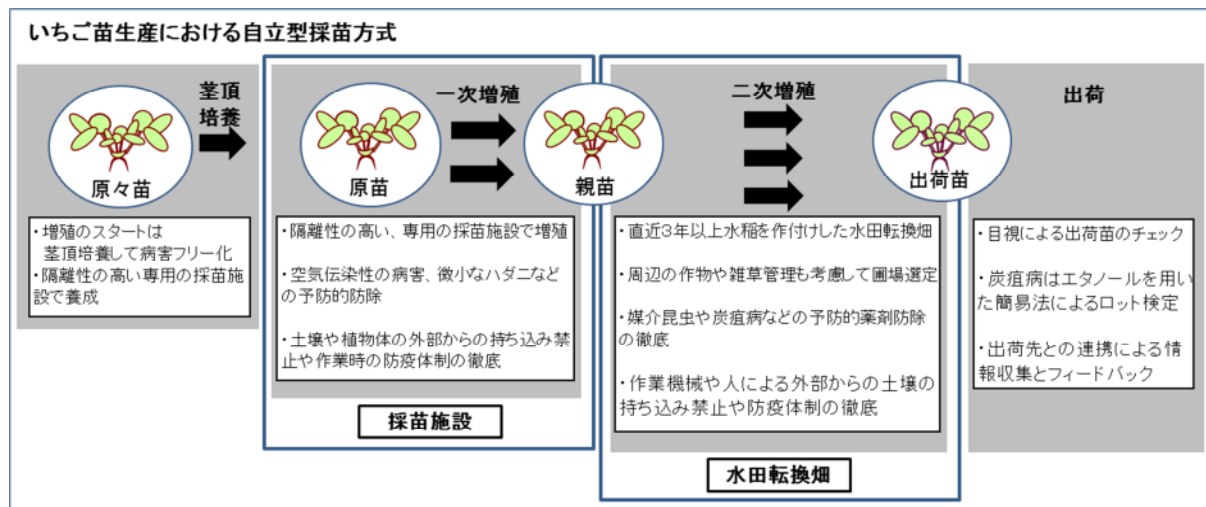 いちご苗生産における自立型採苗方式
茎頂
培養
原々苗
・増殖のスタートは
茎頂培養して病害フリー化
・隔離性の高い専用の採苗施
設で養成
一次増殖
原苗
親苗
・隔離性の高い、専用の採苗施設で増殖
・空気伝染性の病害、微小なハダニなど
の予防的防除
・土壌や植物体の外部からの持ち込み禁
止や作業時の防疫体制の徹底
採苗施設
二次増殖
出荷苗
・直近3年以上水稲を作付けした水田転換畑
・周辺の作物や雑草管理も考慮して圃場選定
・媒介昆虫や炭疽病などの予防的薬剤防除
の徹底
・作業機械や人による外部からの土壌の
持ち込み禁止や防疫体制の徹底
水田転換畑
出荷
・目視による出荷苗のチェック
・炭疽病はエタノールを用い
た簡易法によるロット検定
・出荷先との連携による情
報収集とフィードバック